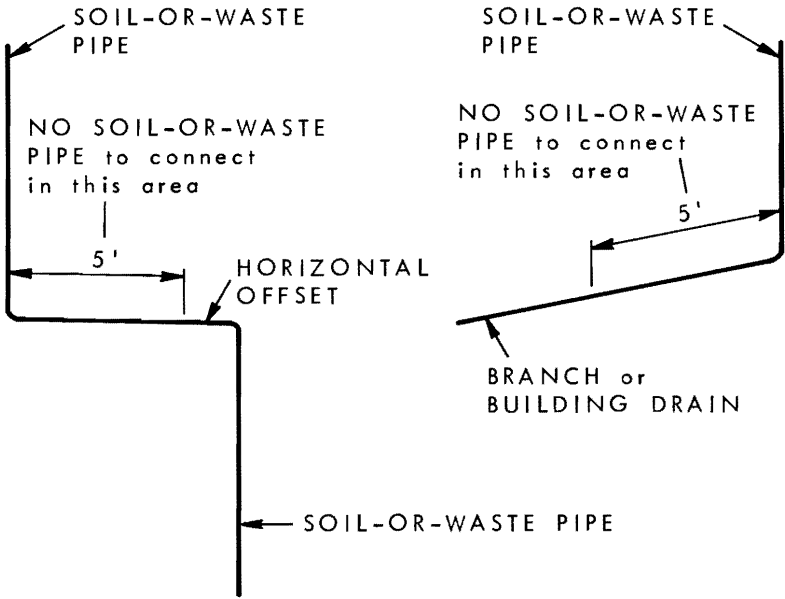 SOIL-OR-WASTE
PIPE
NO SOIL-OR-WASTE
PIPE to connect
in this area
5'
HORIZONTAL
OFFSET
SOIL-OR-WASTE PIPE
SOIL-OR-WASTE
PIPE
NO SOIL-OR-WASTE
PIPE to connect
in this area
5'
BRANCH or
BUILDING DRAIN